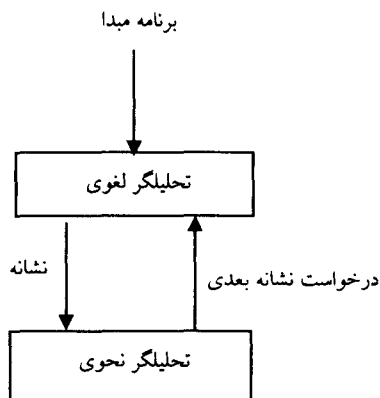 برنامه مبدا
تحلیلگر لغوی
نشانه
درخواست نشانه بعدی
تحلیلگر نحوی